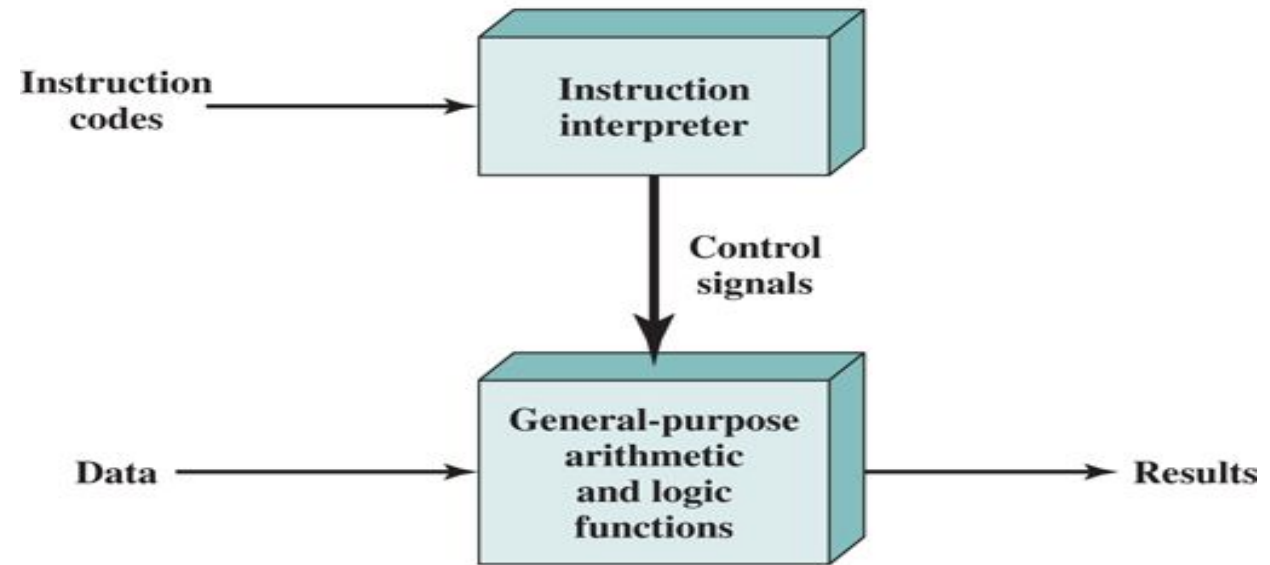 Instruction
codes
Instruction
interpreter
Control
signals
General-purpose
arithmetic
and logic
functions
Data
Results